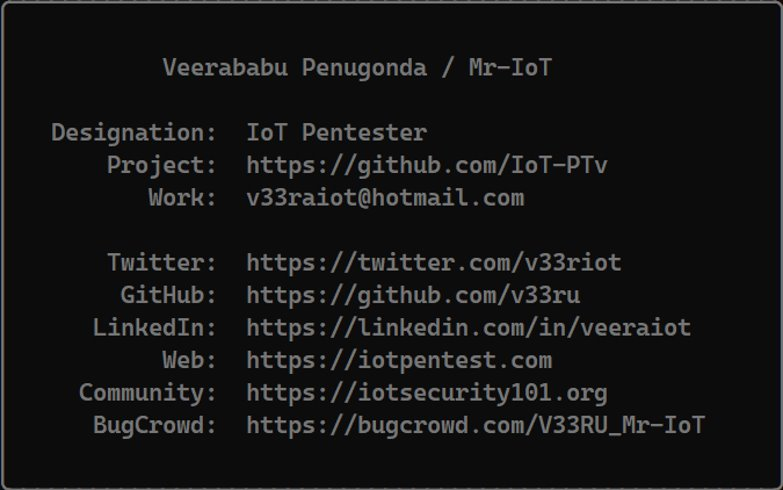 Veerababu Penugonda / Mr-IoT
Designation: IoT Pentester
Project: https://github.com/IoT-PTv
Work: v33raiot@hotmail.com
Twitter: https://twitter.com/v33riot
GitHub: https://github.com/v33ru
LinkedIn: https://linkedin.com/in/veeraiot
Web: https://iotpentest.com
Community: https://iotsecurity101.org
BugCrowd: https://bugcrowd.com/V33RU_Mr-IoT